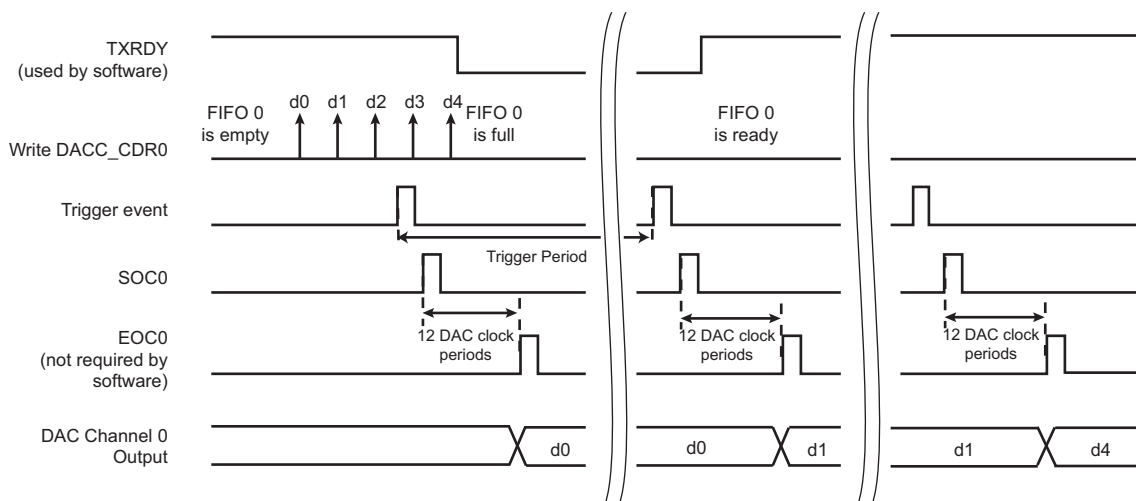 TXRDY
(used by software)
FIFO 0
is empty
d0 d1 d2 d3 d4
FIFO 0
is full
FIFO 0
is ready
Write DACC_CDR0
Trigger event
Trigger Period
SOC0
12 DAC clock
periods
12 DAC clock
periods
12 DAC clock
periods
EOC0
(not required by
software)
DAC Channel 0
Output
d0 d0 d1 d1 d4